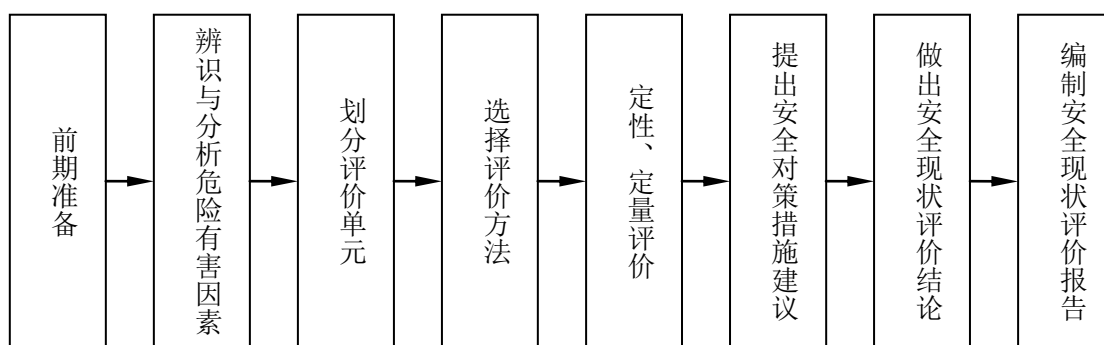 前期准备
辨识与分析危险有害因素
划分评价单元
选择评价方法
定性、定量评价
提出安全对策措施建议
做出安全现状评价结论
编制安全现状评价报告